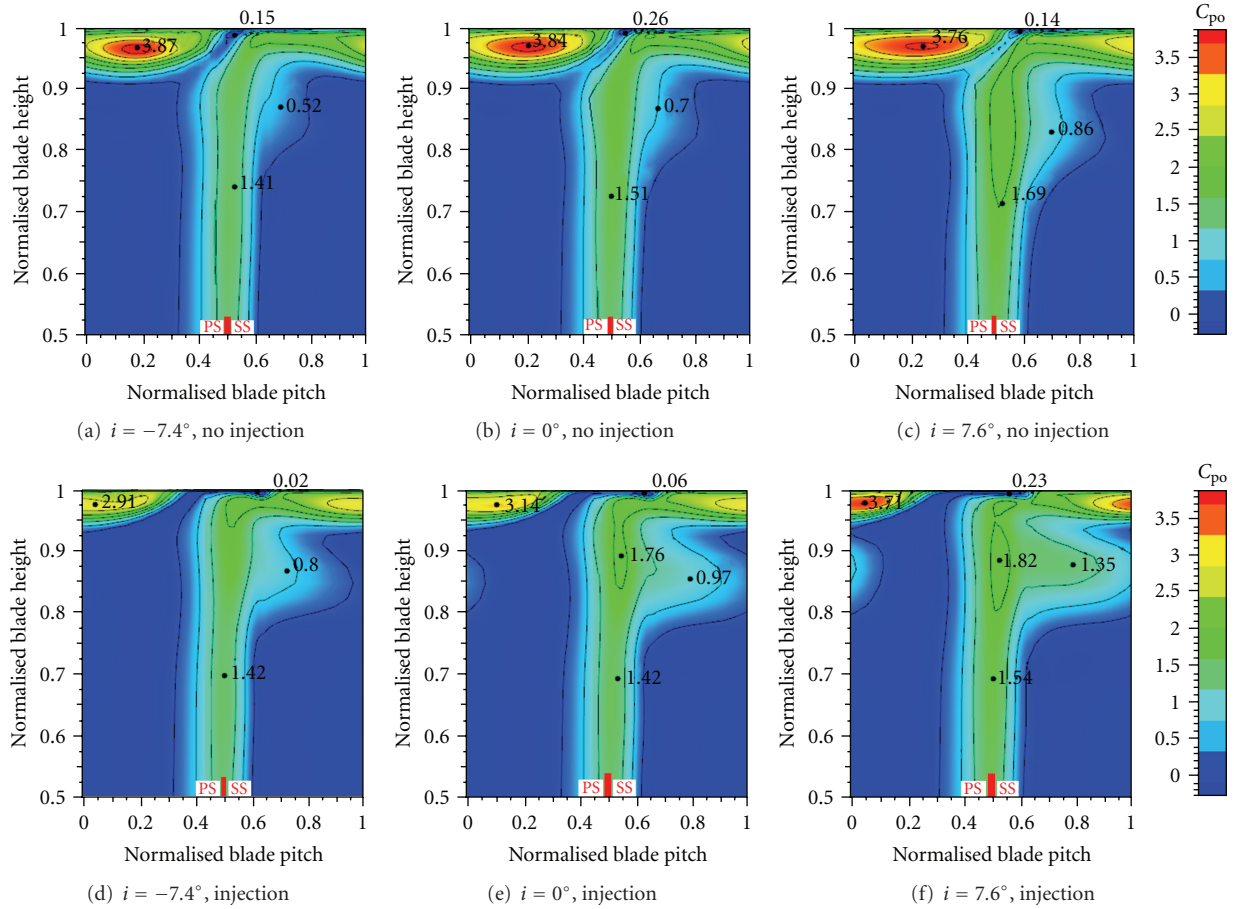 0.15
0.26
0.14
C_po
Normalised blade height
1
0.9
0.8
0.7
0.6
0.5
3.87
0.52
1.41
PS SS
0 0.2 0.4 0.6 0.8 1
Normalised blade pitch
(a) i = −7.4°, no injection
Normalised blade height
1
0.9
0.8
0.7
0.6
0.5
3.84
0.7
1.51
PS SS
0 0.2 0.4 0.6 0.8 1
Normalised blade pitch
(b) i = 0°, no injection
Normalised blade height
1
0.9
0.8
0.7
0.6
0.5
3.76
0.86
1.69
PS SS
0 0.2 0.4 0.6 0.8 1
Normalised blade pitch
(c) i = 7.6°, no injection
3.5
3
2.5
2
1.5
1
0.5
0
0.02
0.06
0.23
C_po
Normalised blade height
1
0.9
0.8
0.7
0.6
0.5
2.91
0.8
1.42
PS SS
0 0.2 0.4 0.6 0.8 1
Normalised blade pitch
(d) i = −7.4°, injection
Normalised blade height
1
0.9
0.8
0.7
0.6
0.5
3.14
1.76
0.97
1.42
PS SS
0 0.2 0.4 0.6 0.8 1
Normalised blade pitch
(e) i = 0°, injection
Normalised blade height
1
0.9
0.8
0.7
0.6
0.5
3.71
1.82
1.35
1.54
PS SS
0 0.2 0.4 0.6 0.8 1
Normalised blade pitch
(f) i = 7.6°, injection
3.5
3
2.5
2
1.5
1
0.5
0